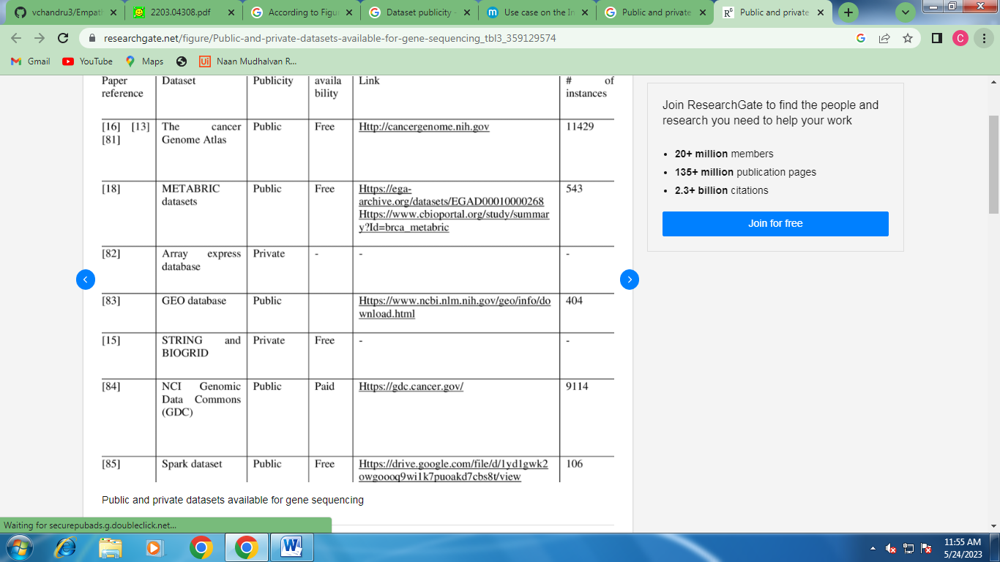 vchandru3/Empat
2203.04308.pdf
According to Figu
Dataset publicity -
Use case on the In
Public and private
Public and private
researchgate.net/figure/Public-and-private-datasets-available-for-gene-sequencing_tbl3_359129574
C
Gmail
YouTube
Maps
Naan Mudhalvan R...
Paper reference
Dataset
Publicity
availa bility
Link
# of instances
[16] [13] [81]
The cancer Genome Atlas
Public
Free
Http://cancergenome.nih.gov
11429
[18]
METABRIC datasets
Public
Free
Https://ega-
archive.org/datasets/EGAD00010000268
Https://www.cbioportal.org/study/summar
y?Id=brca_metabric
543
[82]
Array express database
Private
-
-
-
[83]
GEO database
Public
Https://www.ncbi.nlm.nih.gov/geo/info/do
wnload.html
404
[15]
STRING and BIOGRID
Private
Free
-
-
[84]
NCI Genomic Data Commons (GDC)
Public
Paid
Https://gdc.cancer.gov/
9114
[85]
Spark dataset
Public
Free
Https://drive.google.com/file/d/1yd1gwk2
owgoooq9wi1k7puoakd7cbs8t/view
106
Public and private datasets available for gene sequencing
Join ResearchGate to find the people and
research you need to help your work
20+ million members
135+ million publication pages
2.3+ billion citations
Join for free
Waiting for securepubads.g.doubleclick.net...
11:55 AM
5/24/2023